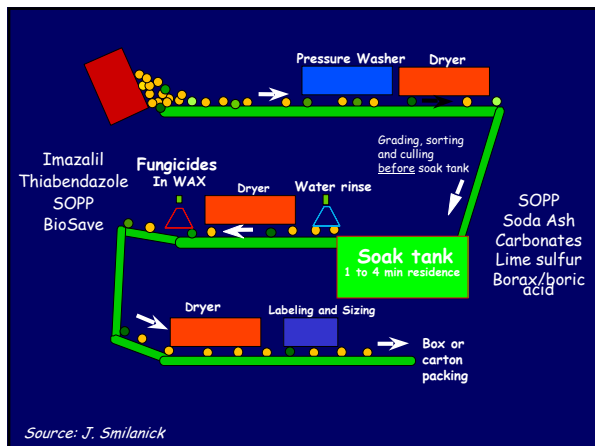 Pressure Washer
Dryer
Grading, sorting
and culling
before soak tank
Imazalil
Thiabendazole
SOPP
BioSave
Fungicides
In WAX
Dryer
Water rinse
SOPP
Soda Ash
Carbonates
Lime sulfur
Borax/boric
acid
Soak tank
1 to 4 min residence
Dryer
Labeling and Sizing
Box or
carton
packing
Source: J. Smilanick